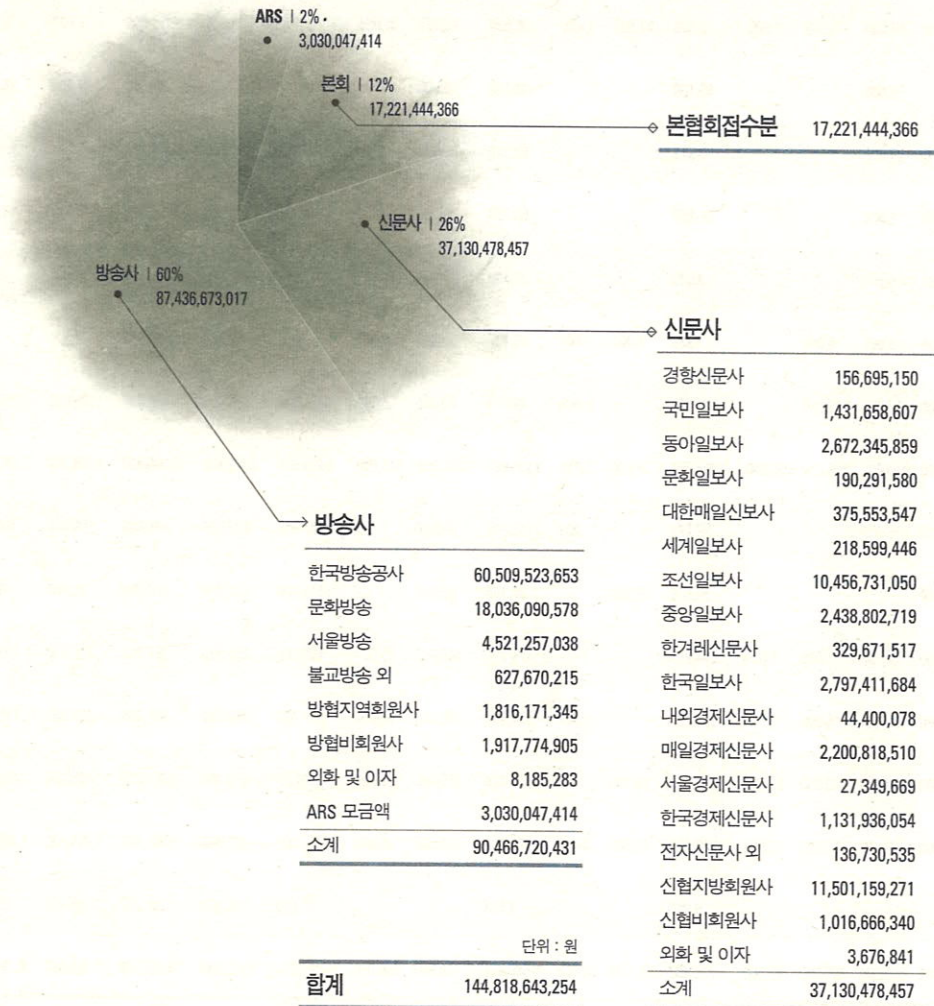 ARS | 2%
3,030,047,414
본회 | 12%
17,221,444,366
본협회접수분 17,221,444,366
신문사 | 26%
37,130,478,457
방송사 | 60%
87,436,673,017
신문사
경향신문사 156,695,150
국민일보사 1,431,658,607
동아일보사 2,672,345,859
문화일보사 190,291,580
대한매일신보사 375,553,547
세계일보사 218,599,446
조선일보사 10,456,731,050
중앙일보사 2,438,802,719
한겨레신문사 329,671,517
한국일보사 2,797,411,684
내외경제신문사 44,400,078
매일경제신문사 2,200,818,510
서울경제신문사 27,349,669
한국경제신문사 1,131,936,054
전자신문사 외 136,730,535
신협지방회원사 11,501,159,271
신협비회원사 1,016,666,340
외화 및 이자 3,676,841
소계 37,130,478,457
방송사
한국방송공사 60,509,523,653
문화방송 18,036,090,578
서울방송 4,521,257,038
불교방송 외 627,670,215
방협지역회원사 1,816,171,345
방협비회원사 1,917,774,905
외화 및 이자 8,185,283
ARS 모금액 3,030,047,414
소계 90,466,720,431
단위 : 원
합계 144,818,643,254